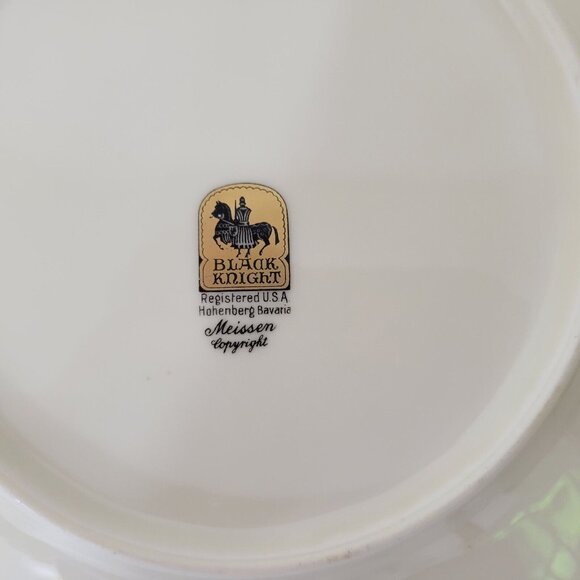 BLACK
KNIGHT
Registered U.S.A.
Hohenberg Bavaria
Meissen
Copyright